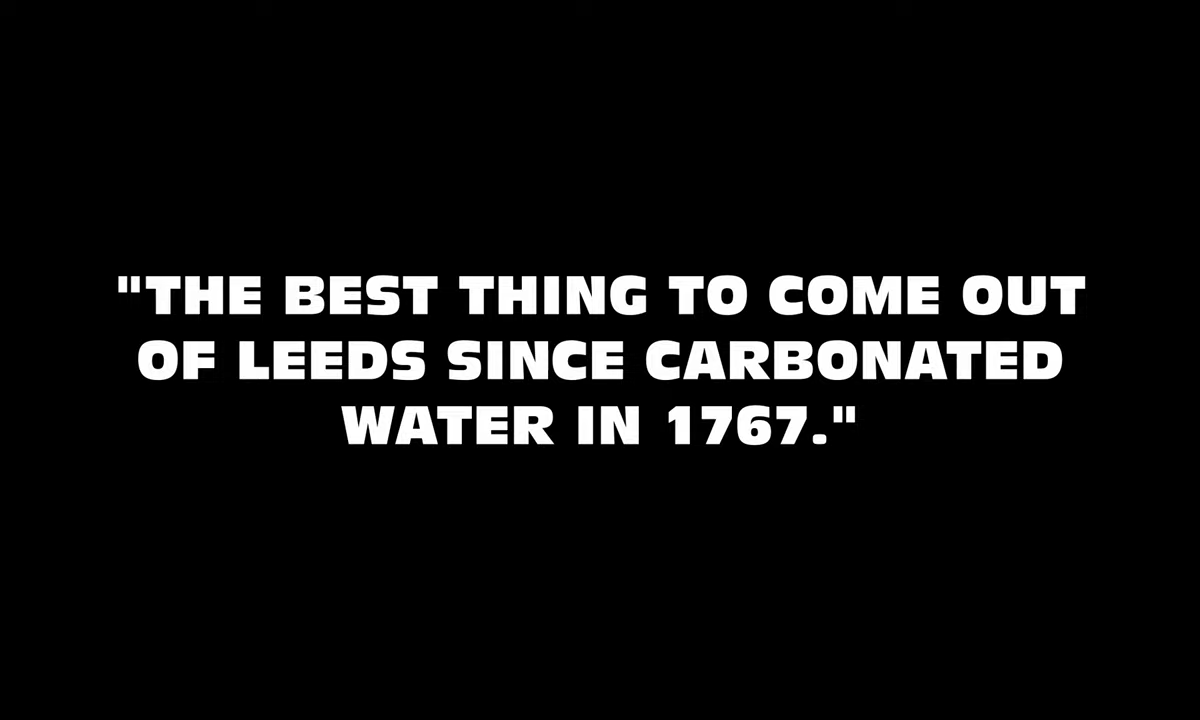 "THE BEST THING TO COME OUT
OF LEEDS SINCE CARBONATED
WATER IN 1767."